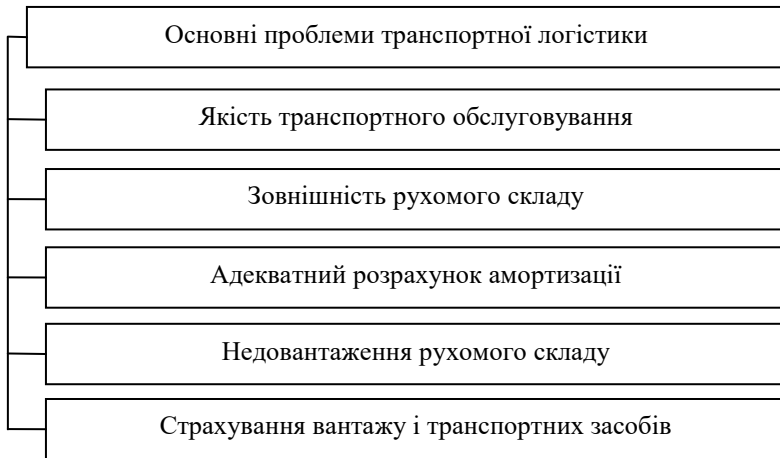 Основні проблеми транспортної логістики
Якість транспортного обслуговування
Зовнішність рухомого складу
Адекватний розрахунок амортизації
Недовантаження рухомого складу
Страхування вантажу і транспортних засобів